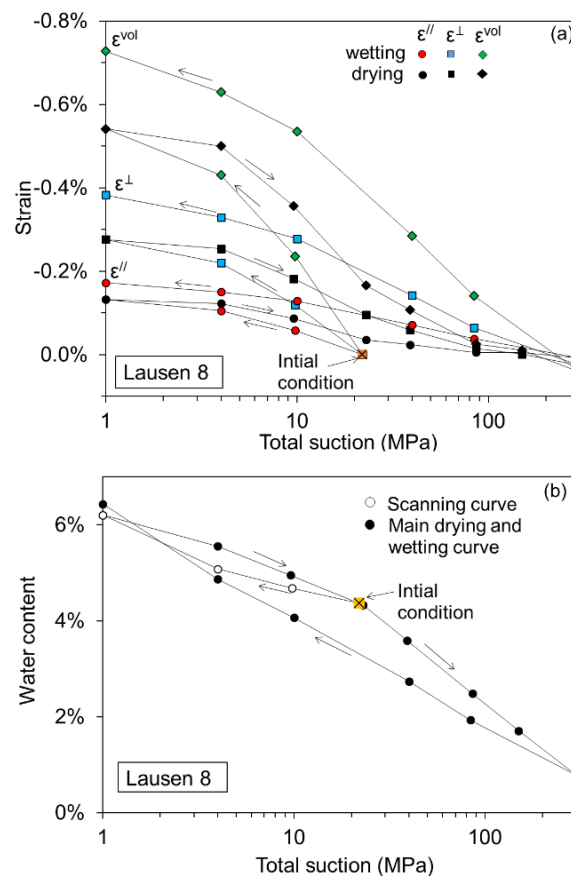 -0.8%
-0.6%
-0.4%
-0.2%
0.0%
Strain
(a)
ε// ε⊥ εvol
wetting
drying
εvol
ε⊥
ε//
Intial
condition
Lausen 8
1 10 100
Total suction (MPa)
(b)
6%
4%
2%
0%
Water content
Scanning curve
Main drying and
wetting curve
Intial
condition
Lausen 8
1 10 100
Total suction (MPa)